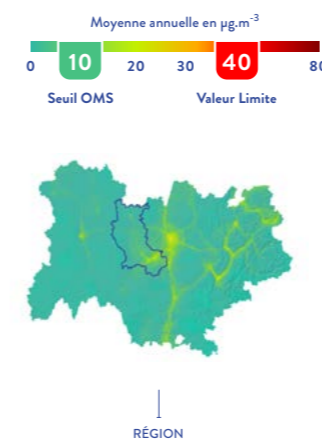 Moyenne annuelle en µg.m-3
0 10 20 30 40 80
Seuil OMS Valeur Limite
RÉGION